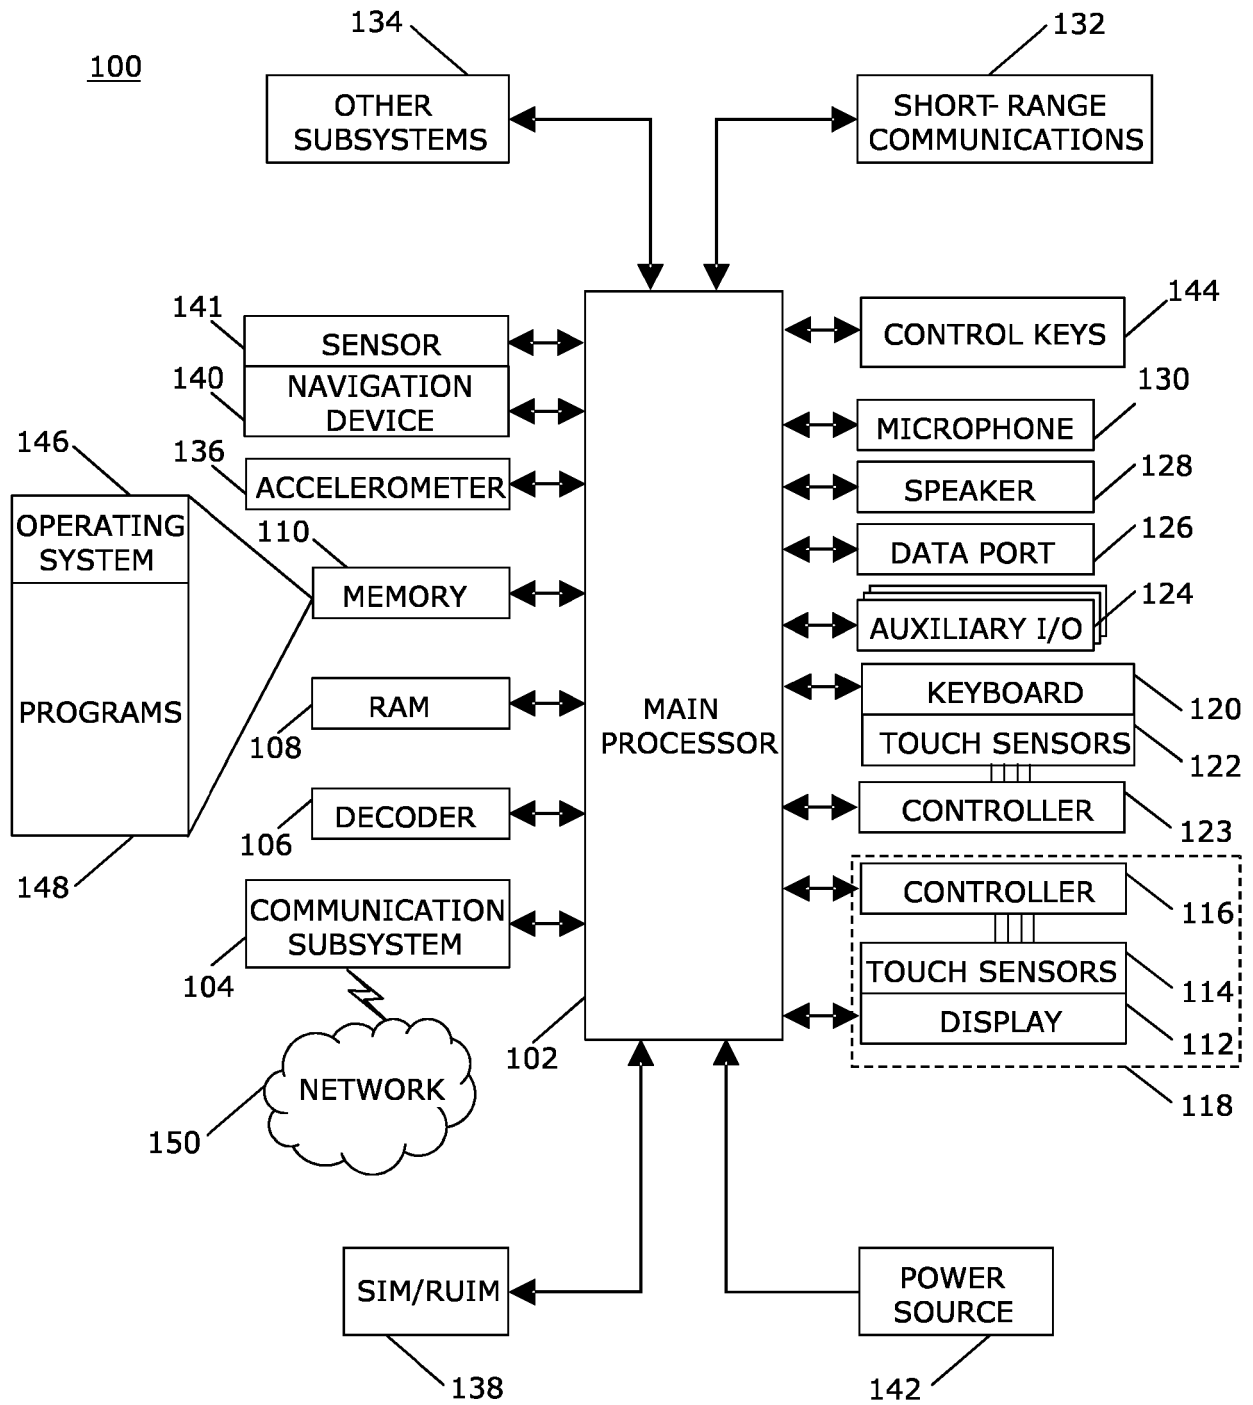 134
132
100
OTHER
SUBSYSTEMS
SHORT- RANGE
COMMUNICATIONS
141
SENSOR
144
CONTROL KEYS
140
NAVIGATION
DEVICE
130
MICROPHONE
146
136
ACCELEROMETER
128
SPEAKER
OPERATING
SYSTEM
110
MEMORY
126
DATA PORT
124
AUXILIARY I/O
PROGRAMS
RAM
108
MAIN
PROCESSOR
KEYBOARD
120
TOUCH SENSORS
122
DECODER
106
CONTROLLER
123
148
COMMUNICATION
SUBSYSTEM
104
CONTROLLER
116
TOUCH SENSORS
114
DISPLAY
112
102
118
NETWORK
150
SIM/RUIM
138
POWER
SOURCE
142